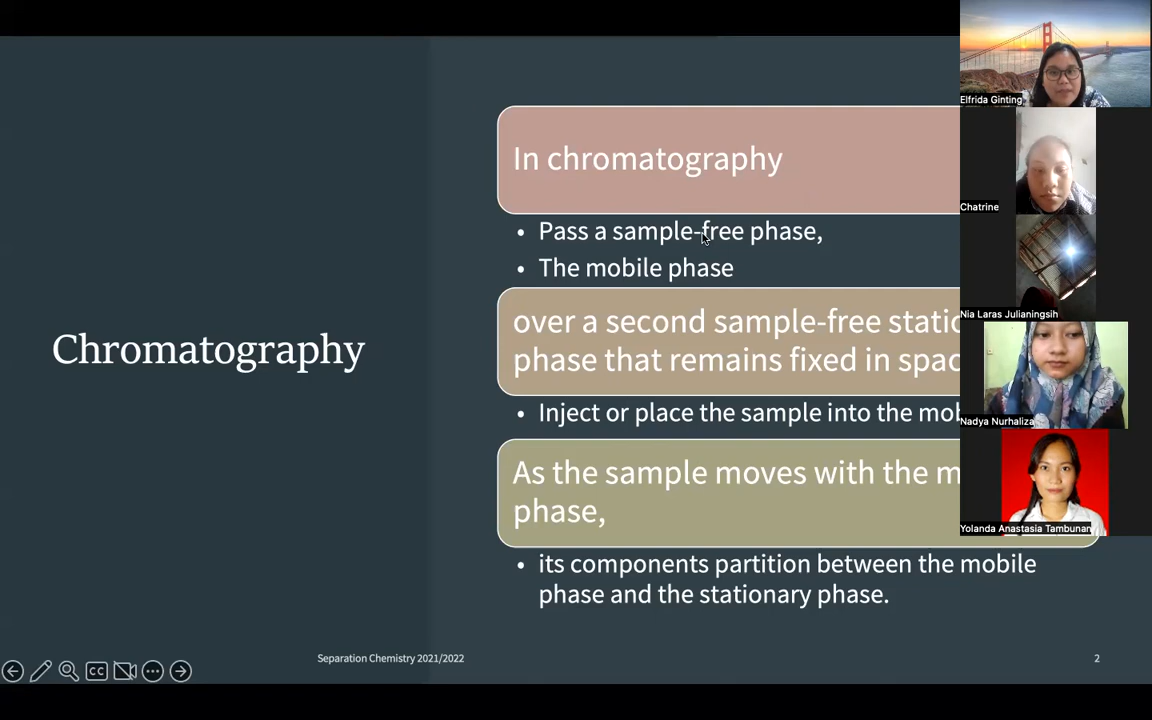 Chromatography
In chromatography
• Pass a sample-free phase,
• The mobile phase
over a second sample-free
phase that remains fixed in
• Inject or place the sample into the
As the sample moves with the
phase,
• its components partition between the mobile
phase and the stationary phase.
Separation Chemistry 2021/2022
2
CC
Elfrida Ginting
Chatrine
Nia Laras Julianingsih
Nadya Nurhaliza
Yolanda Anastasia Tambunan